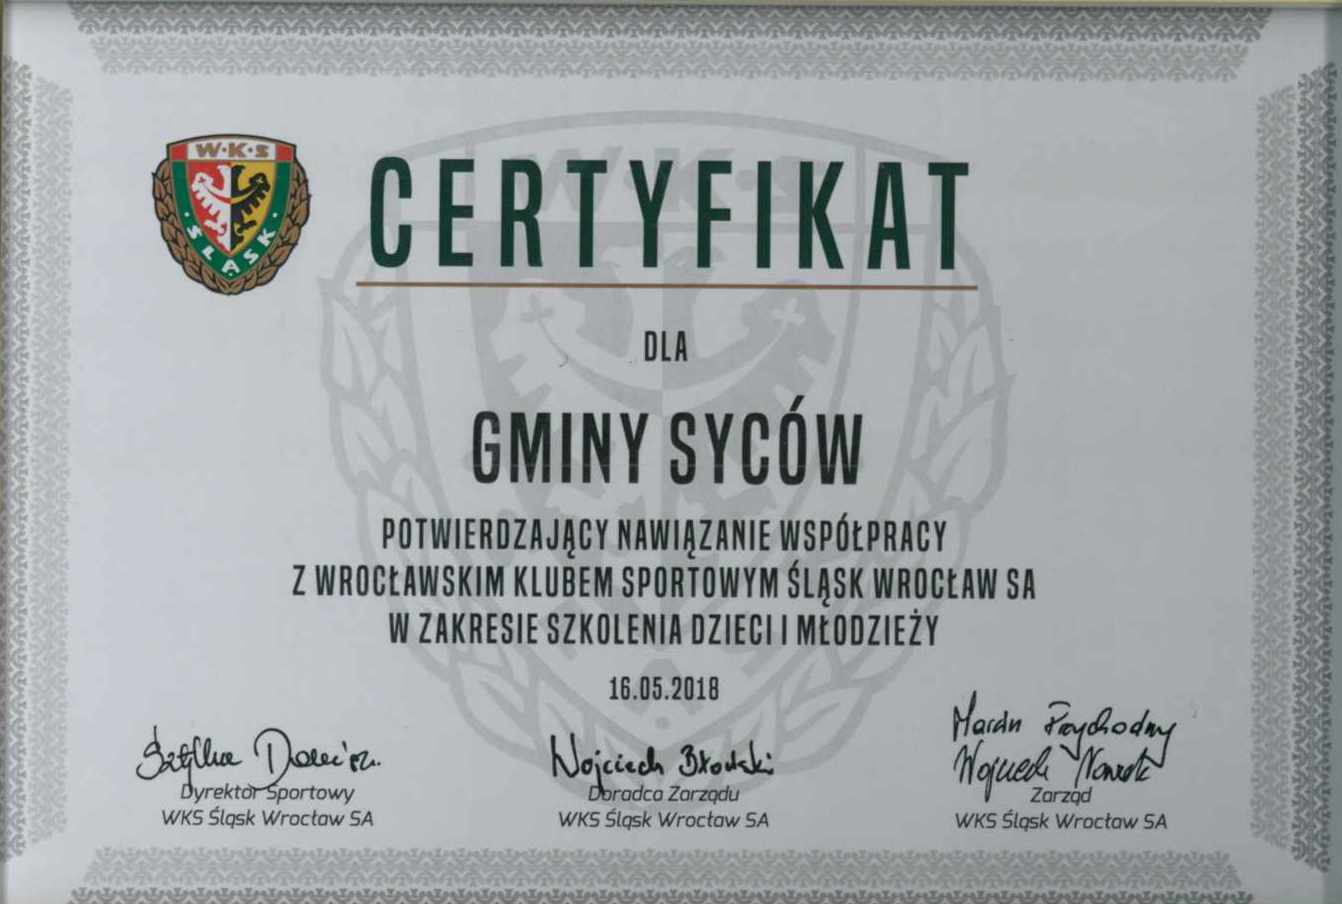 W·K·S
ŚLĄSK
CERTYFIKAT
DLA
GMINY SYCÓW
POTWIERDZAJĄCY NAWIĄZANIE WSPÓŁPRACY
Z WROCŁAWSKIM KLUBEM SPORTOWYM ŚLĄSK WROCŁAW SA
W ZAKRESIE SZKOLENIA DZIECI I MŁODZIEŻY
16.05.2018
Dyrektor Sportowy
WKS Śląsk Wrocław SA
Wojciech Błoński
Doradca Zarządu
WKS Śląsk Wrocław SA
Marcin Przychodny
Wojciech Nowak
Zarząd
WKS Śląsk Wrocław SA